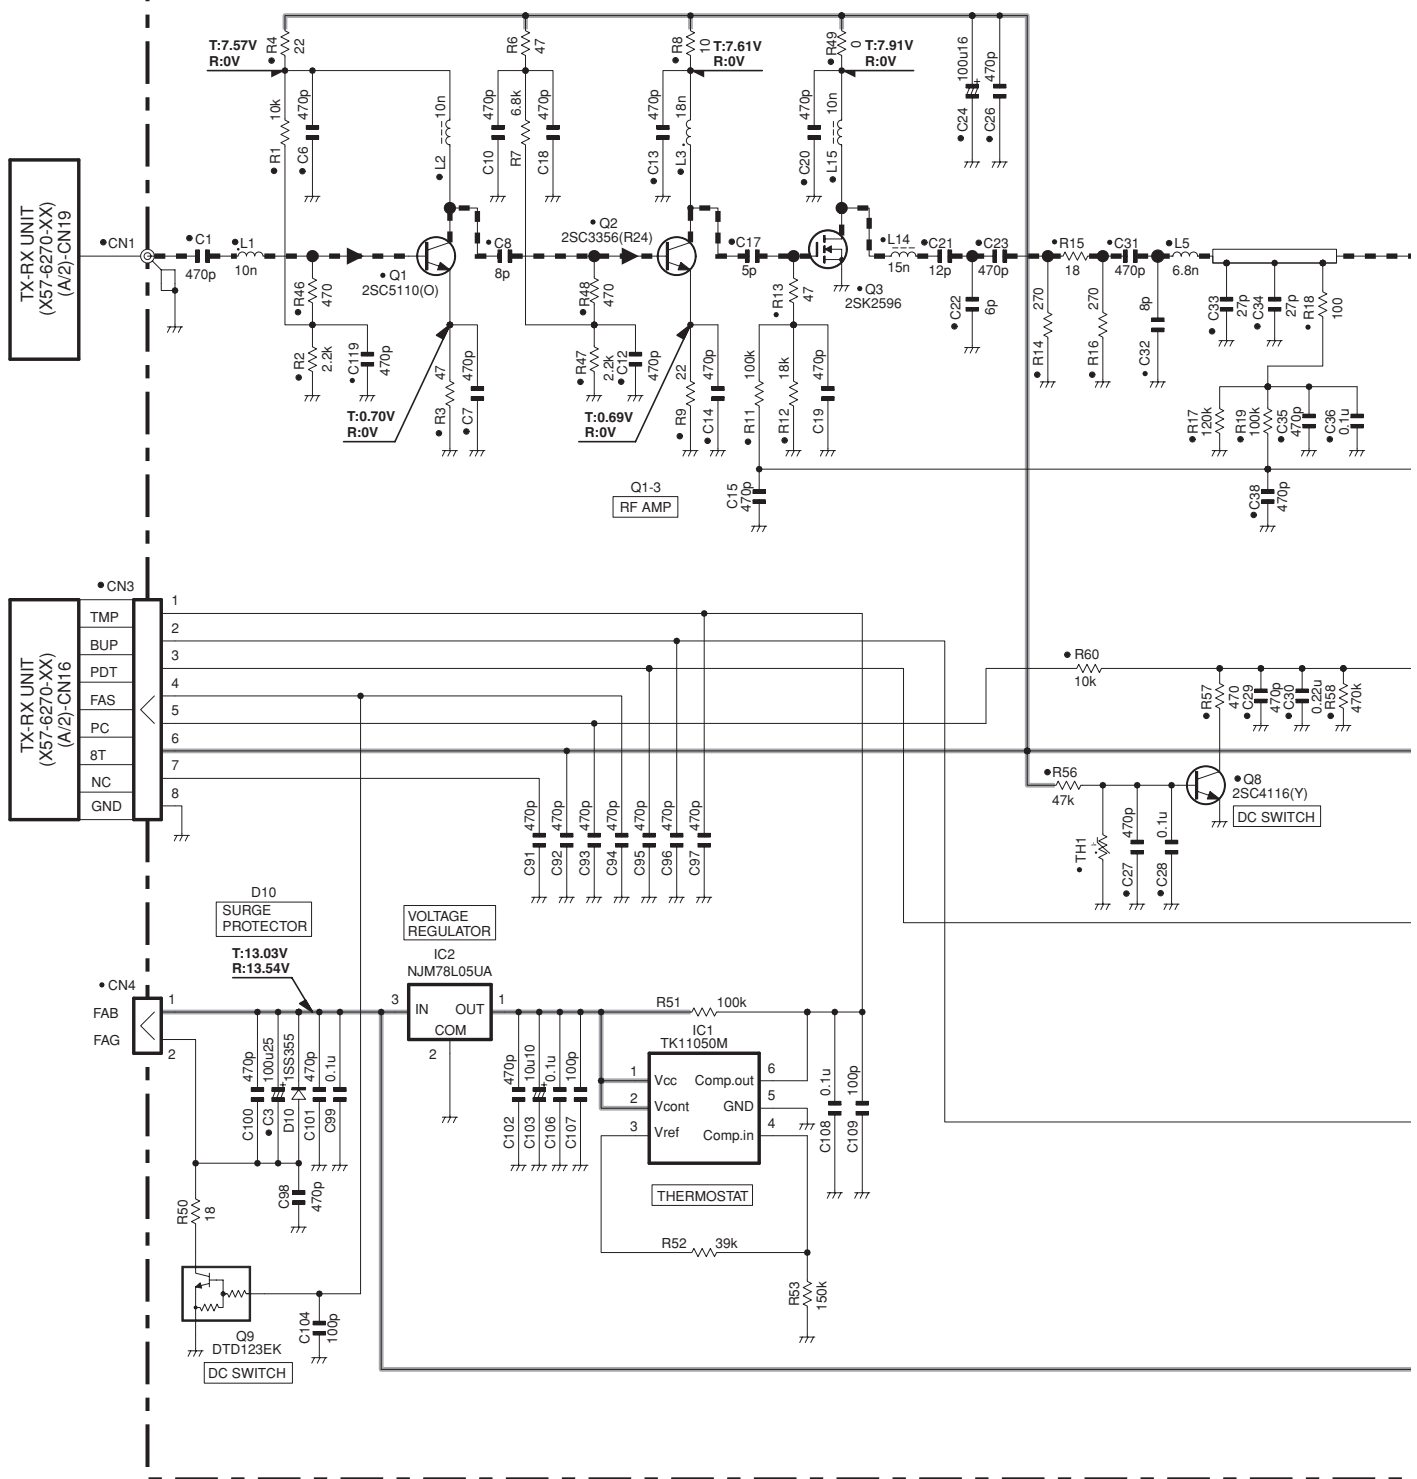 TX-RX UNIT
(X57-6270-XX)
(A/2)-CN19
CN1
C1
470p
L1
10n
T:7.57V
R:0V
R4
22
R1
10k
C6
470p
L2
10n
R46
470
R2
2.2k
C119
470p
Q1
2SC5110(O)
T:0.70V
R:0V
R3
47
C7
470p
C8
8p
C10
470p
R6
47
R7
6.8k
C18
470p
Q2
2SC3356(R24)
R48
470
R47
2.2k
C12
470p
T:0.69V
R:0V
R8
10
T:7.61V
R:0V
C13
470p
L3
18n
R9
22
C14
470p
Q1-3
RF AMP
C17
5p
R49
0
T:7.91V
R:0V
C20
470p
L15
10n
R13
47
Q3
2SK2596
R11
100k
R12
18k
C19
470p
C15
470p
L14
15n
C21
12p
C22
6p
C23
470p
C24
100u16
C26
470p
R15
18
R14
270
R16
270
C31
470p
C32
8p
L5
6.8n
C33
27p
C34
27p
R18
100
R17
120k
R19
100k
C35
470p
C36
0.1u
C38
470p
TX-RX UNIT
(X57-6270-XX)
(A/2)-CN16
CN3
TMP
BUP
PDT
FAS
PC
8T
NC
GND
1
2
3
4
5
6
7
8
C91
470p
C92
470p
C93
470p
C94
470p
C95
470p
C96
470p
C97
470p
R60
10k
R57
470
C29
470p
C30
0.22u
R58
470k
R56
47k
Q8
2SC4116(Y)
DC SWITCH
TH1
C27
470p
C28
0.1u
D10
SURGE
PROTECTOR
T:13.03V
R:13.54V
CN4
FAB
FAG
1
2
C100
470p
C3
100u25
D10
1SS355
C101
470p
C99
0.1u
C98
470p
R50
18
Q9
DTD123EK
DC SWITCH
C104
100p
VOLTAGE
REGULATOR
IC2
NJM78L05UA
3
IN
OUT
1
COM
2
C102
470p
C103
10u10
C106
0.1u
C107
100p
R51
100k
IC1
TK11050M
1
Vcc
Comp.out
6
2
Vcont
GND
5
3
Vref
Comp.in
4
THERMOSTAT
C108
0.1u
C109
100p
R52
39k
R53
150k